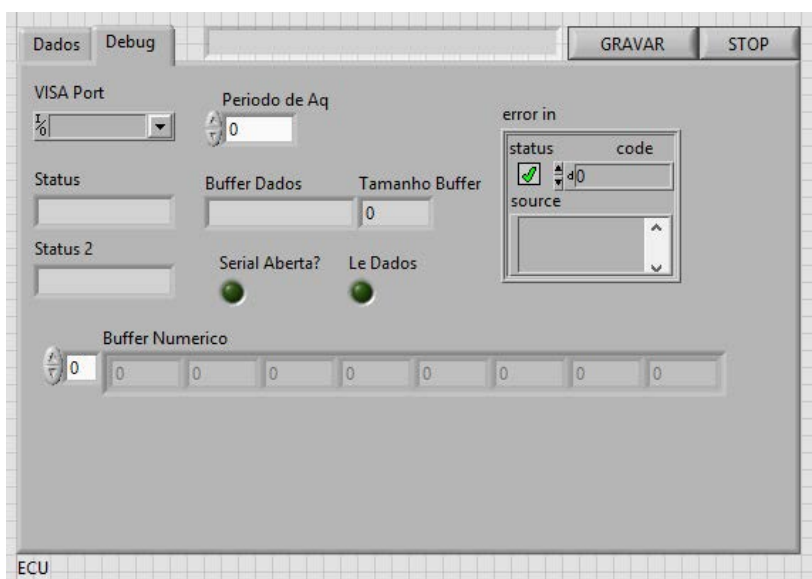 Dados Debug GRAVAR STOP
VISA Port Periodo de Aq
I/O 0
error in
status code
d 0
source
Status Buffer Dados Tamanho Buffer
0
Status 2 Serial Aberta? Le Dados
Buffer Numerico
0 0 0 0 0 0 0 0 0
ECU